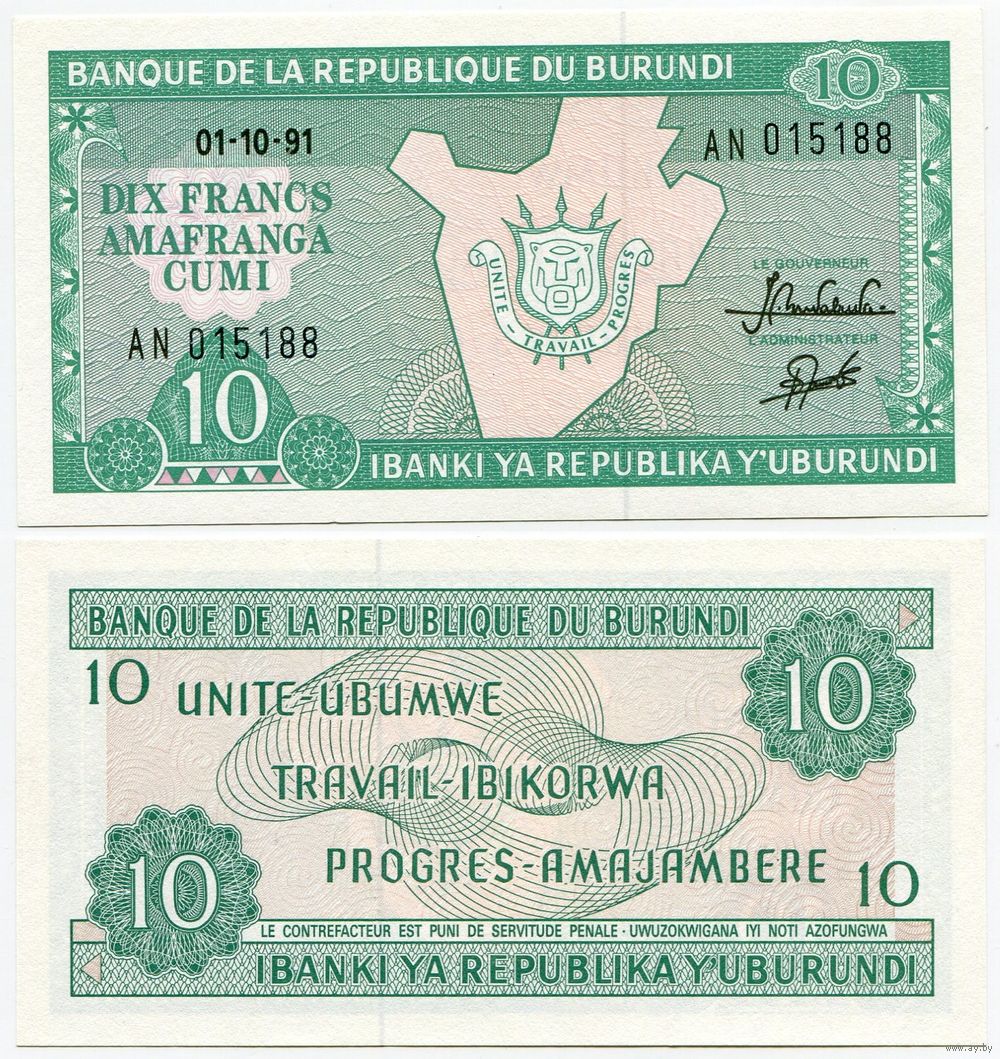 BANQUE DE LA REPUBLIQUE DU BURUNDI
10
01-10-91
AN 015188
DIX FRANCS
AMAFRANGA
CUMI
UNITE - TRAVAIL - PROGRES
LE GOUVERNEUR
L'ADMINISTRATEUR
AN 015188
10
IBANKI YA REPUBLIKA Y'UBURUNDI
BANQUE DE LA REPUBLIQUE DU BURUNDI
10
10
UNITE-UBUMWE
TRAVAIL-IBIKORWA
PROGRES-AMAJAMBERE
10
10
LE CONTREFACTEUR EST PUNI DE SERVITUDE PENALE · UWUZOKWIGANA IYI NOTI AZOFUNGWA
IBANKI YA REPUBLIKA Y'UBURUNDI
www.ay.by